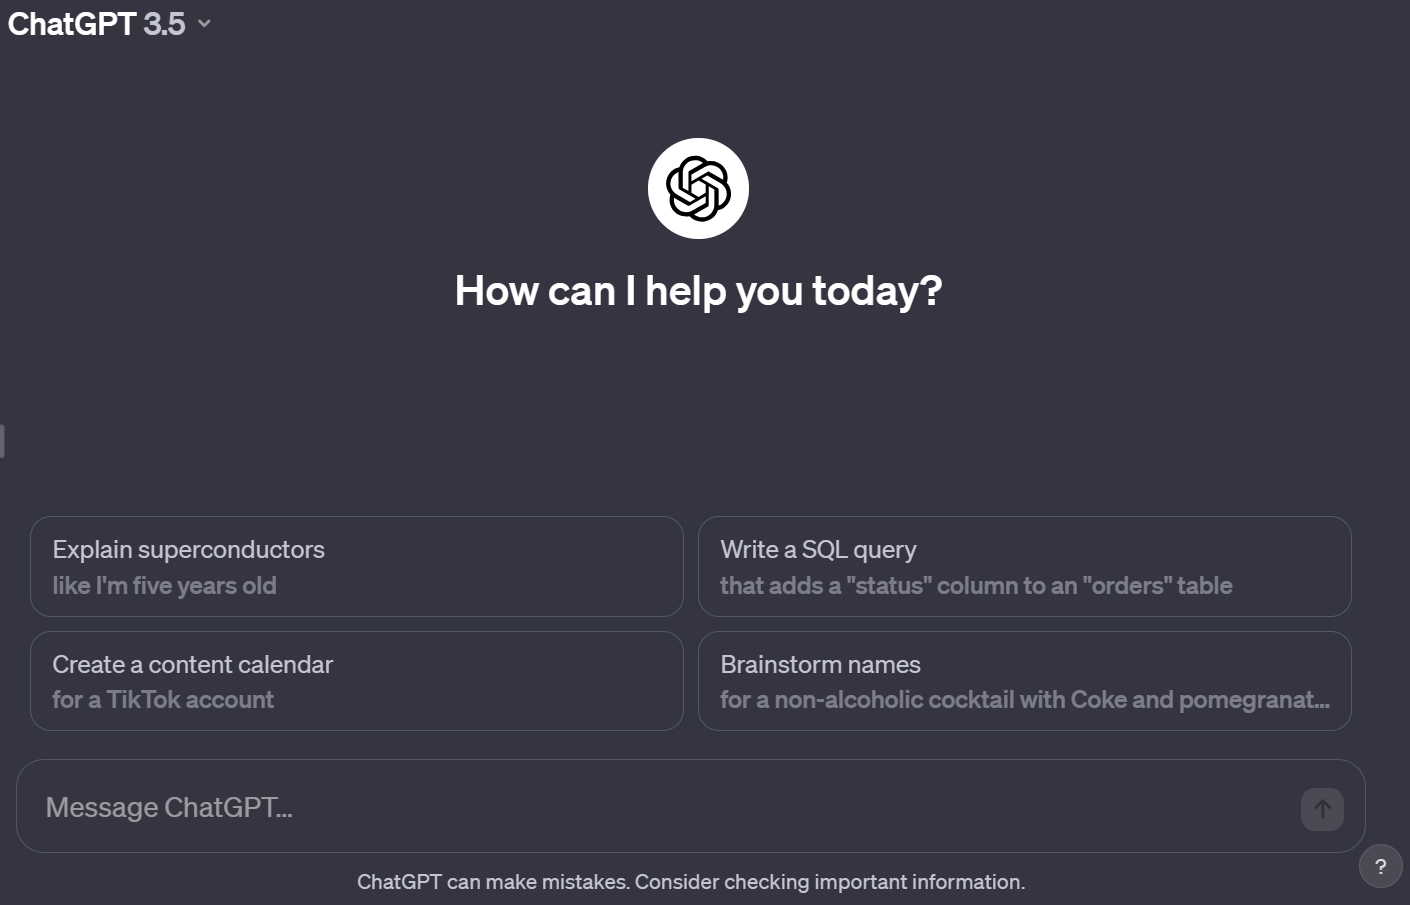 ChatGPT 3.5
How can I help you today?
Explain superconductors
like I'm five years old
Write a SQL query
that adds a "status" column to an "orders" table
Create a content calendar
for a TikTok account
Brainstorm names
for a non-alcoholic cocktail with Coke and pomegranat...
Message ChatGPT...
?
ChatGPT can make mistakes. Consider checking important information.